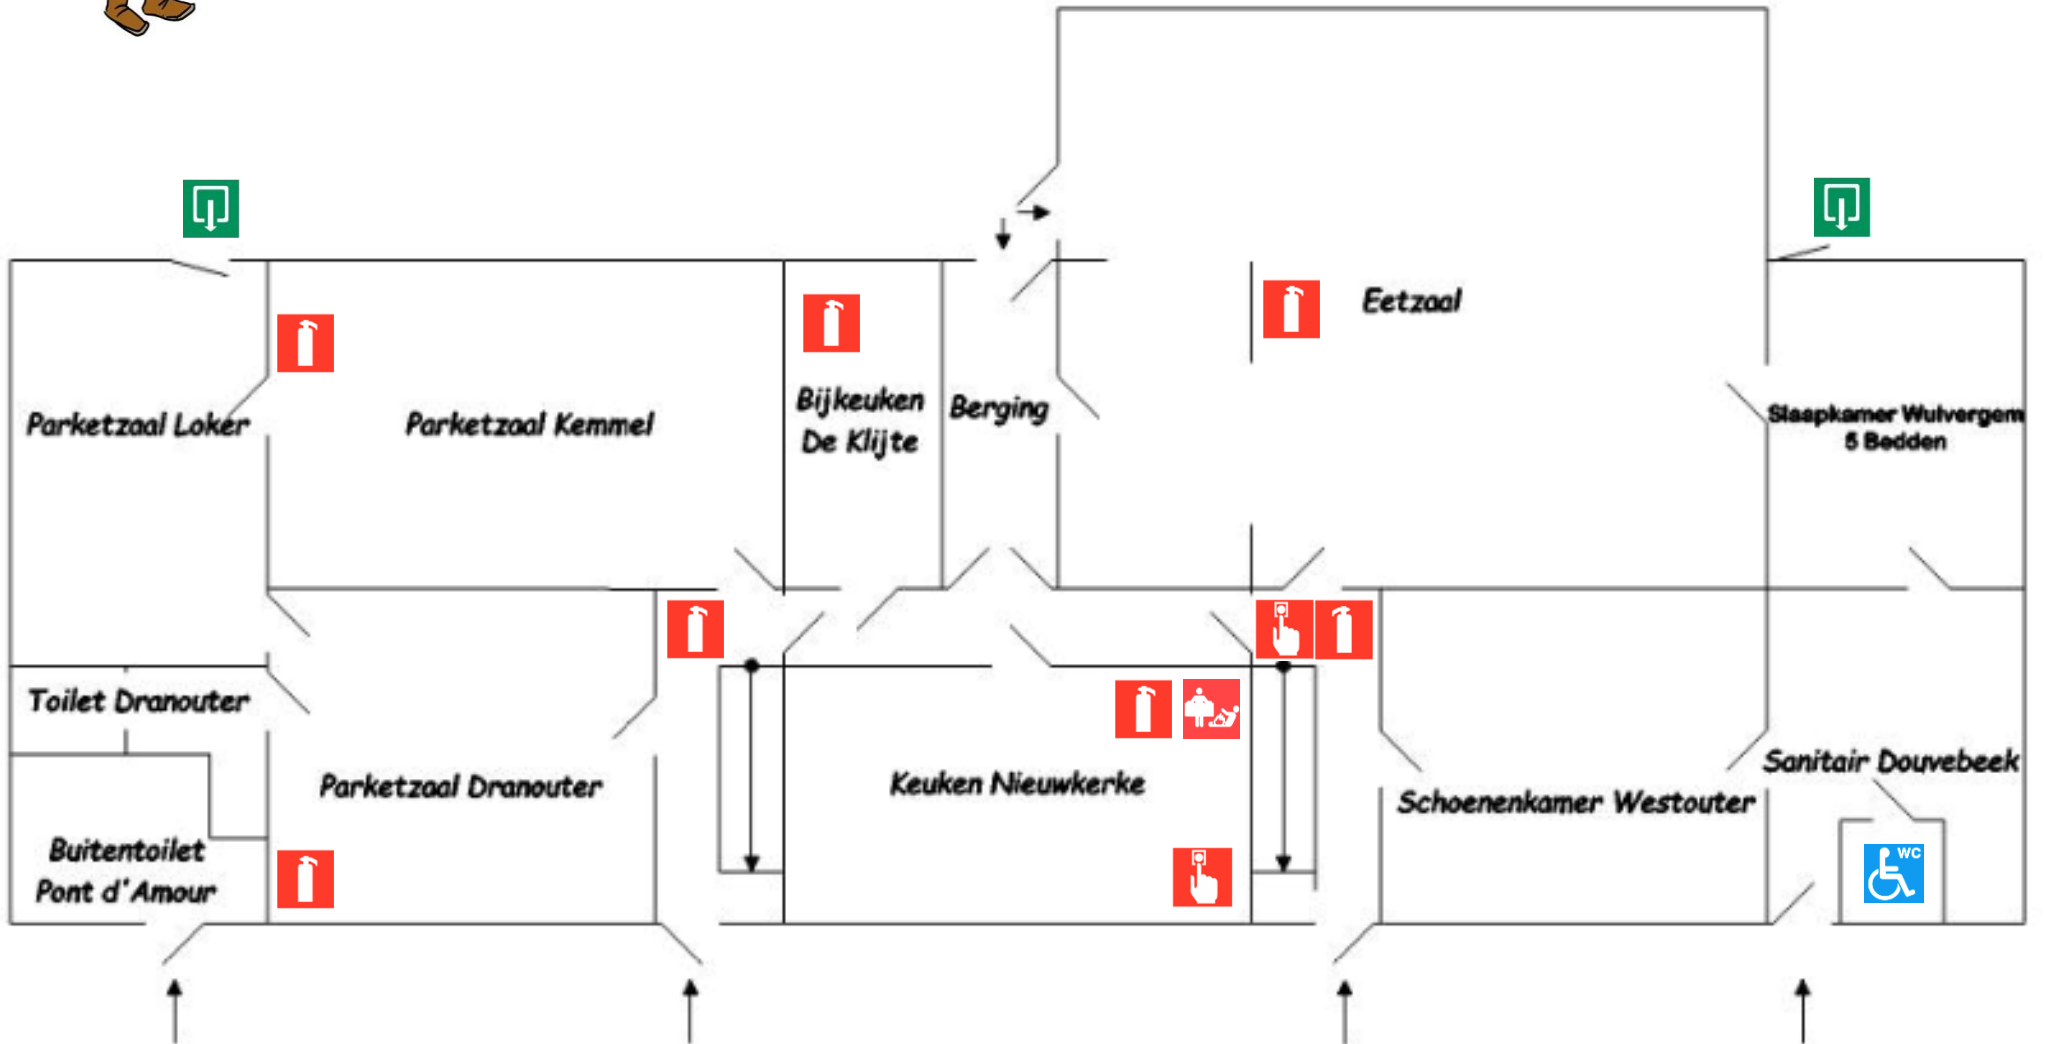 Eetzaal
Parketzaal Loker
Parketzaal Kemmel
Bijkeuken
De Klijte
Berging
Slaapkamer Wulvergem
5 Bedden
Toilet Dranouter
Parketzaal Dranouter
Keuken Nieuwkerke
Schoenenkamer Westouter
Sanitair Douvebeek
Buitentoilet
Pont d'Amour
WC